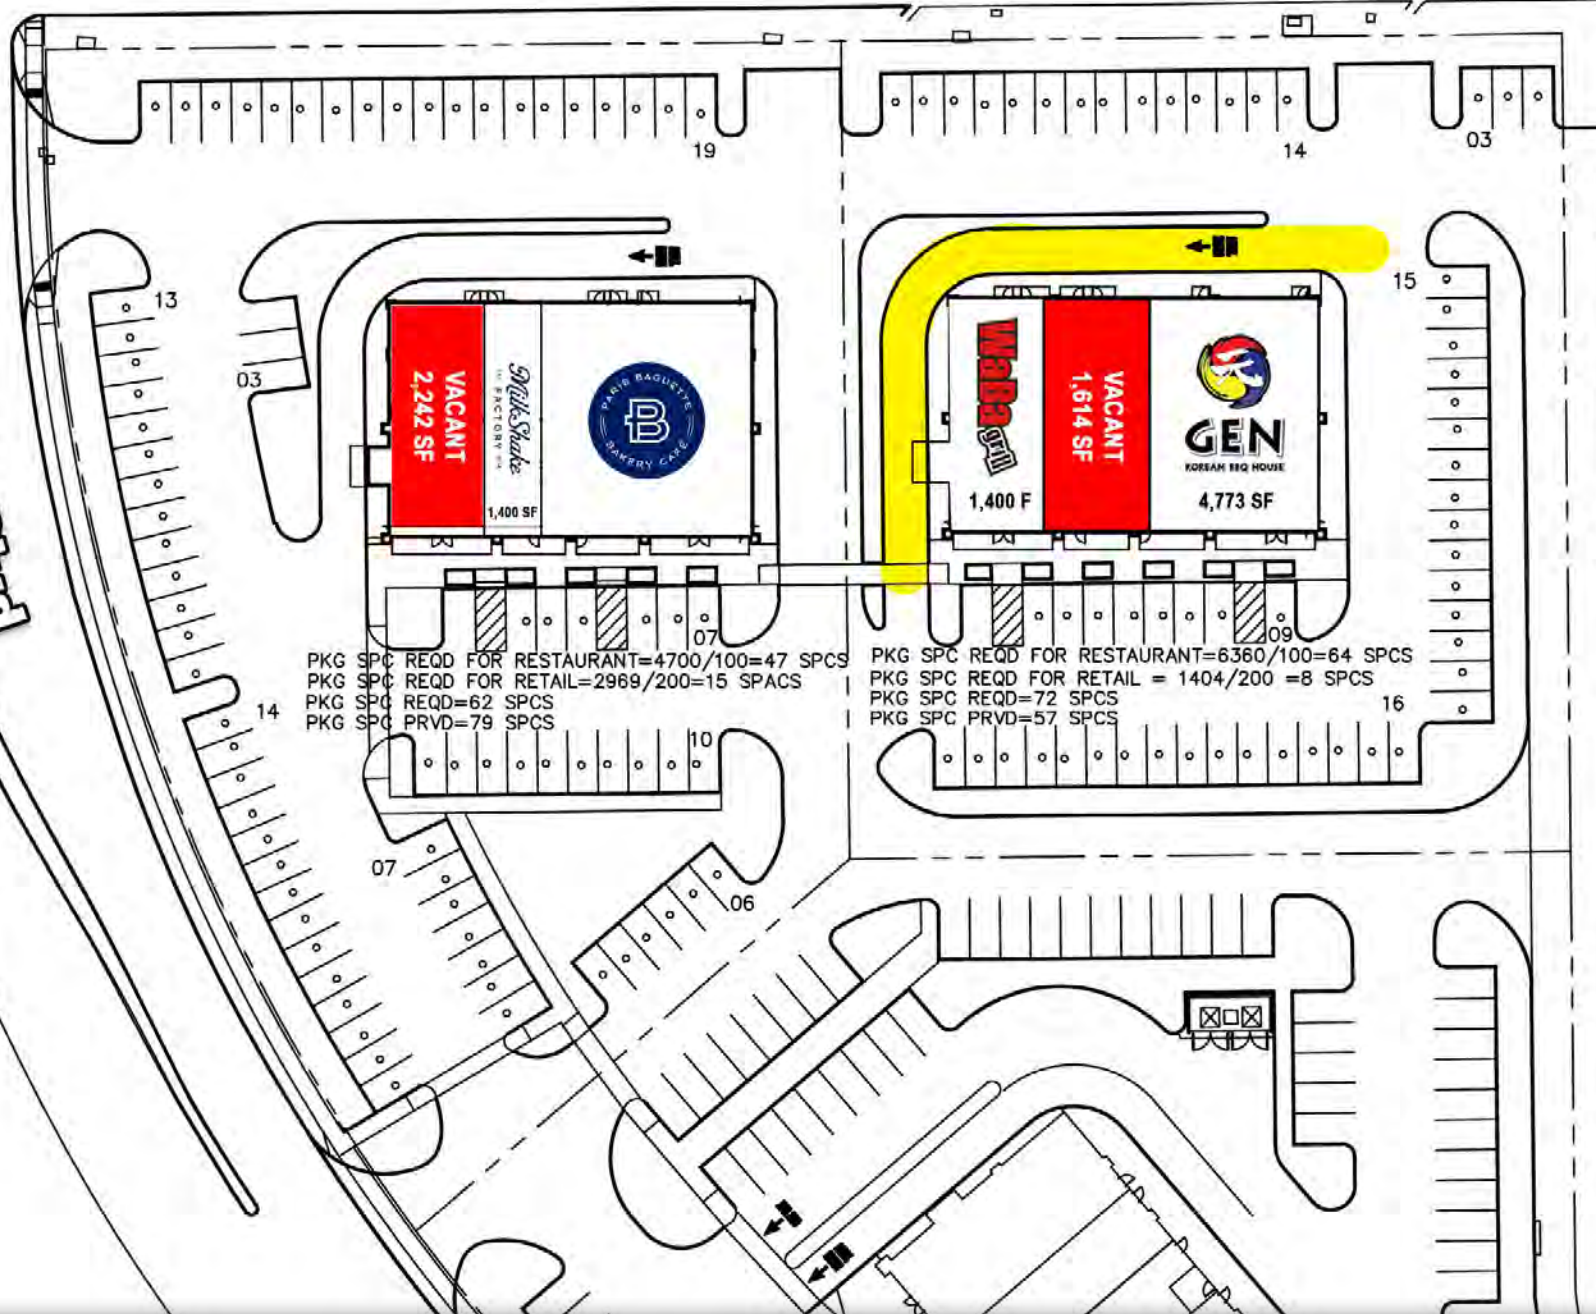 19
14
03
13
15
03
VACANT
2,242 SF
MilkShake
THE
FACTORY
1,400 SF
PARIS BAGUETTE
B
BAKERY CAFÉ
WaBa
grill
1,400 F
VACANT
1,614 SF
GEN
KOREAN BBQ HOUSE
4,773 SF
07
09
PKG SPC REQD FOR RESTAURANT=4700/100=47 SPCS
PKG SPC REQD FOR RETAIL=2969/200=15 SPACS
PKG SPC REQD=62 SPCS
PKG SPC PRVD=79 SPCS
PKG SPC REQD FOR RESTAURANT=6360/100=64 SPCS
PKG SPC REQD FOR RETAIL = 1404/200 =8 SPCS
PKG SPC REQD=72 SPCS
PKG SPC PRVD=57 SPCS
14
10
16
07
06